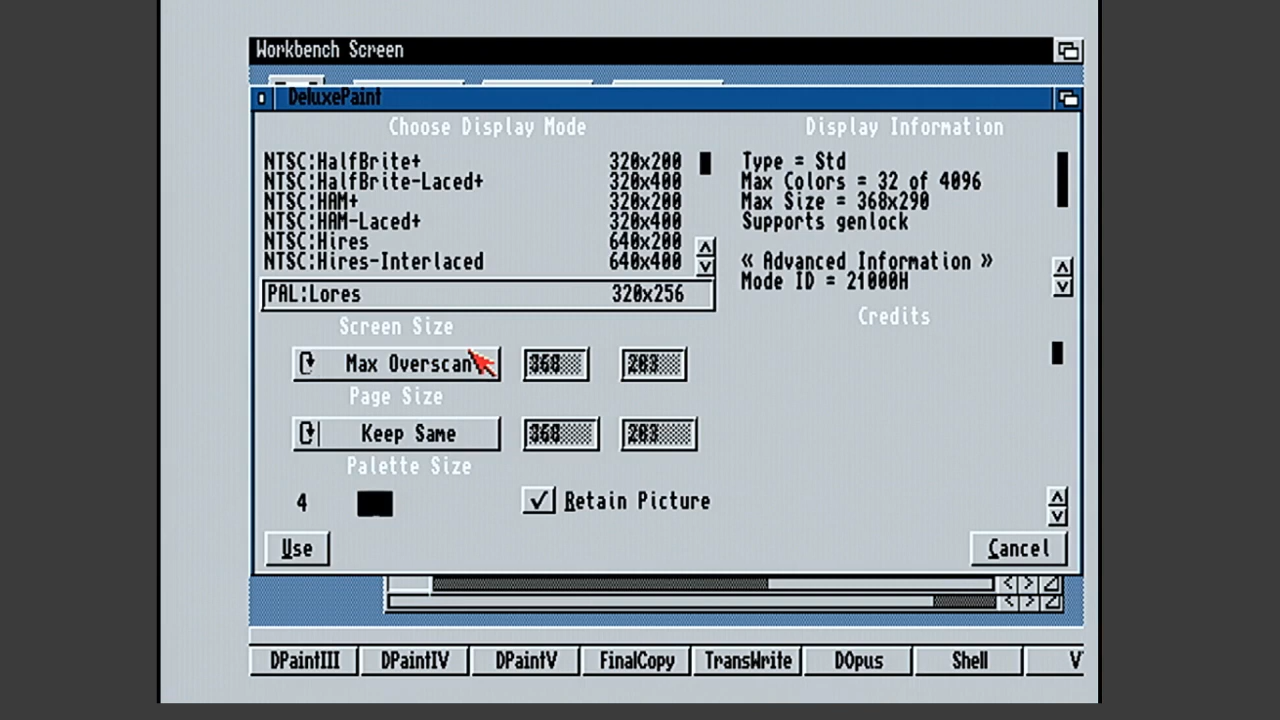 Workbench Screen
DeluxePaint
Choose Display Mode
NTSC:HalfBrite+ 320x200
NTSC:HalfBrite-Laced+ 320x400
NTSC:HAM+ 320x200
NTSC:HAM-Laced+ 320x400
NTSC:Hires 640x200
NTSC:Hires-Interlaced 640x400
PAL:Lores 320x256
Display Information
Type = Std
Max Colors = 32 of 4096
Max Size = 368x290
Supports genlock
« Advanced Information »
Mode ID = 21000H
Credits
Screen Size
Max Overscan 368 283
Page Size
Keep Same 368 283
Palette Size
4
✓ Retain Picture
Use
Cancel
DPaintIII DPaintIV DPaintV FinalCopy TransWrite DOpus Shell V